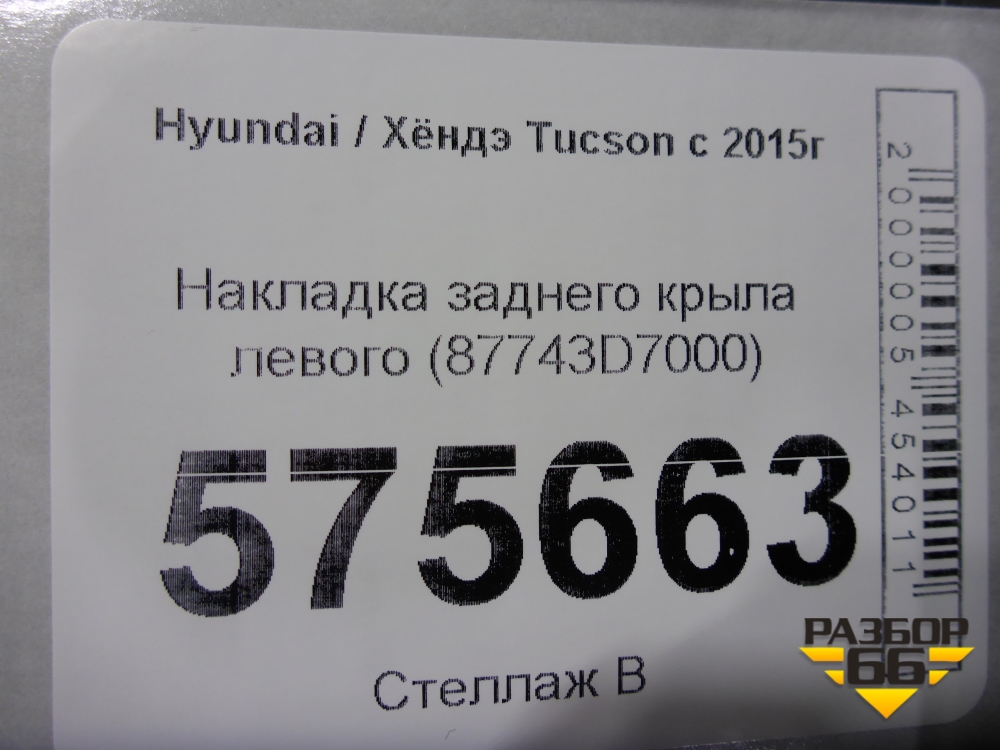 Hyundai / Хёндэ Tucson с 2015г
Накладка заднего крыла
левого (87743D7000)
575663
Стеллаж В
2000005454011
РАЗБОР
66